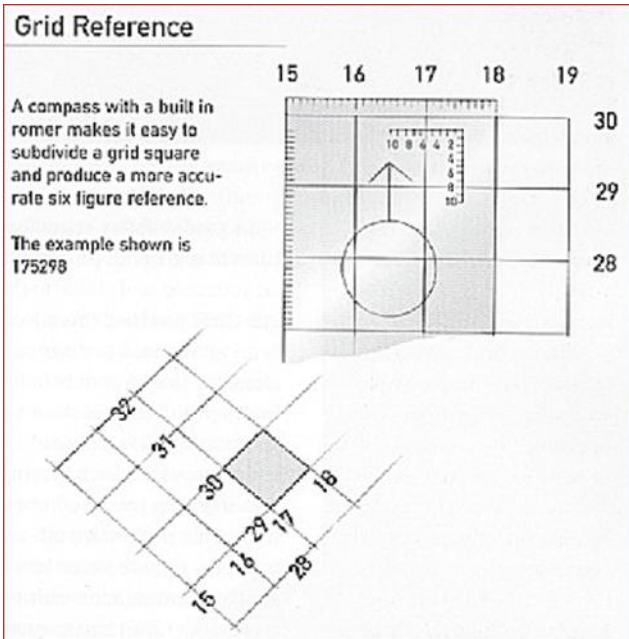 Grid Reference
15 16 17 18 19
A compass with a built in
romer makes it easy to
subdivide a grid square
and produce a more accu-
rate six figure reference.
The example shown is
175298
30
29
28
10 8 6 4 2
4
6
8
10
32
31
30
29
28
15
16
17
18